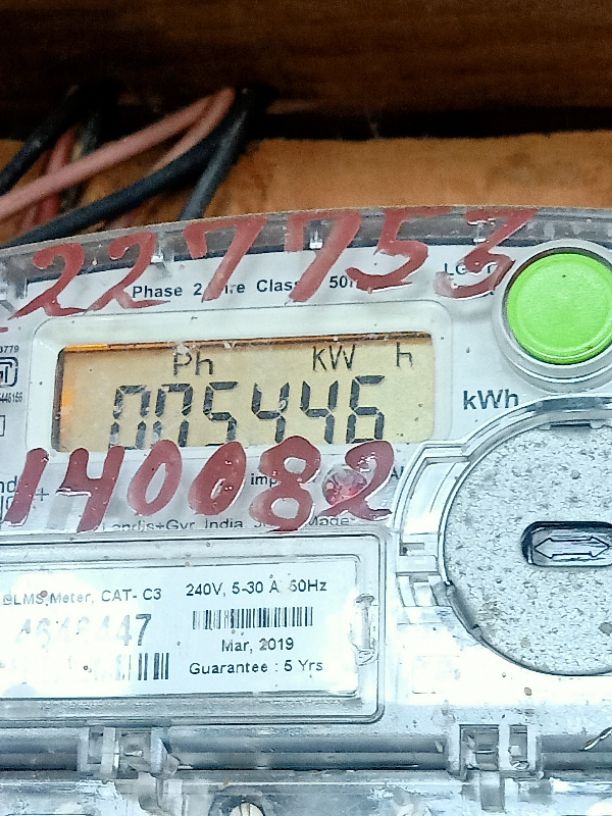 227753
Phase 2
Class
Ph kW h
005446
kWh
140082
Landis+Gyr India
DLMS Meter, CAT- C3
240V, 5-30 A, 50Hz
Mar, 2019
Guarantee : 5 Yrs